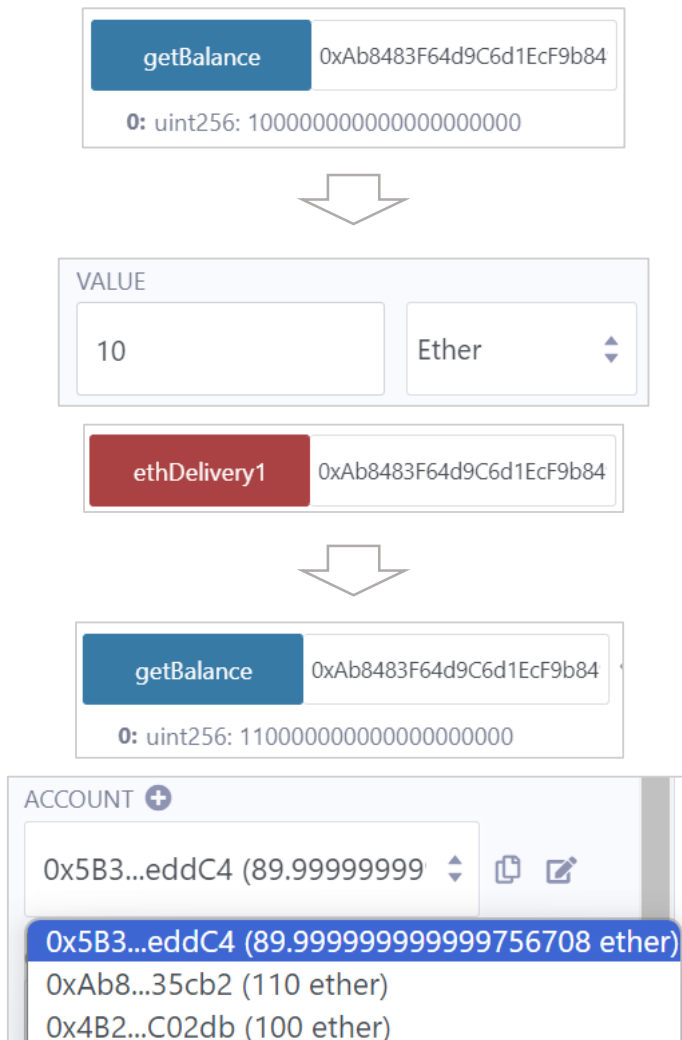 getBalance 0xAb8483F64d9C6d1EcF9b84
0: uint256: 100000000000000000000
VALUE
10 Ether
ethDelivery1 0xAb8483F64d9C6d1EcF9b84
getBalance 0xAb8483F64d9C6d1EcF9b84
0: uint256: 110000000000000000000
ACCOUNT
0x5B3...eddC4 (89.99999999
0x5B3...eddC4 (89.999999999999756708 ether)
0xAb8...35cb2 (110 ether)
0x4B2...C02db (100 ether)